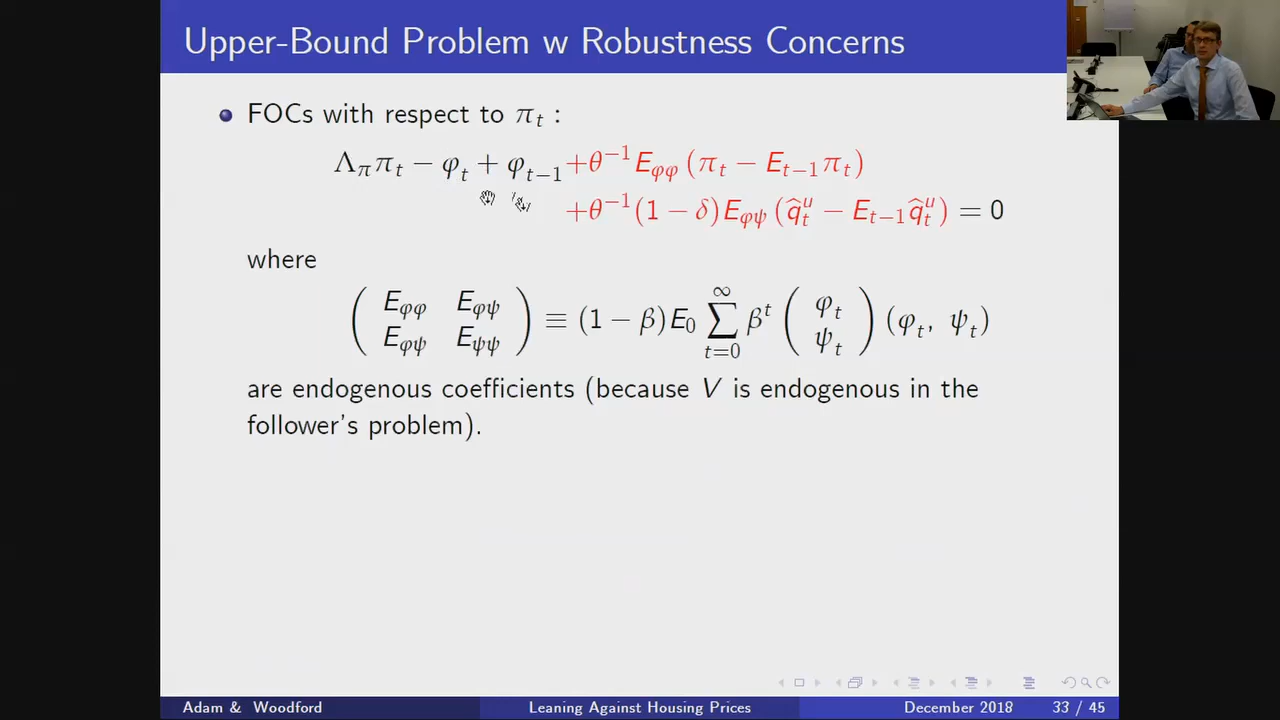 Upper-Bound Problem w Robustness Concerns
FOCs with respect to π_t :
Λ_π π_t − φ_t + φ_{t−1} +θ^{−1} E_{φφ} (π_t − E_{t−1} π_t)
+θ^{−1}(1 − δ)E_{φψ} (q̂_t^u − E_{t−1} q̂_t^u) = 0
where
( E_{φφ} E_{φψ} ; E_{φψ} E_{ψψ} ) ≡ (1 − β)E_0 ∑_{t=0}^{∞} β^t ( φ_t ; ψ_t ) (φ_t, ψ_t)
are endogenous coefficients (because V is endogenous in the
follower's problem).
Adam & Woodford Leaning Against Housing Prices December 2018 33 / 45